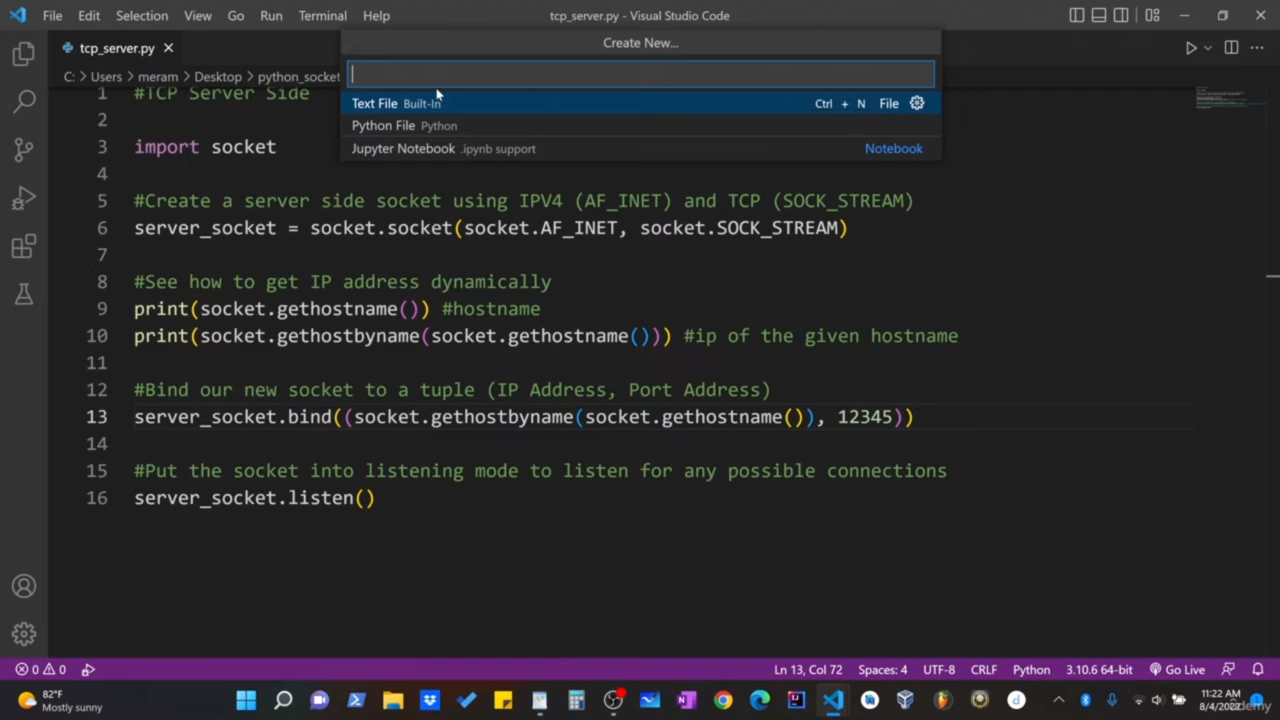 File Edit Selection View Go Run Terminal Help
tcp_server.py - Visual Studio Code
tcp_server.py
C: > Users > meram > Desktop > python_socket
Create New...
Text File Built-In Ctrl + N File
Python File Python
Jupyter Notebook .ipynb support Notebook
1 #TCP Server Side
2
3 import socket
4
5 #Create a server side socket using IPV4 (AF_INET) and TCP (SOCK_STREAM)
6 server_socket = socket.socket(socket.AF_INET, socket.SOCK_STREAM)
7
8 #See how to get IP address dynamically
9 print(socket.gethostname()) #hostname
10 print(socket.gethostbyname(socket.gethostname())) #ip of the given hostname
11
12 #Bind our new socket to a tuple (IP Address, Port Address)
13 server_socket.bind((socket.gethostbyname(socket.gethostname()), 12345))
14
15 #Put the socket into listening mode to listen for any possible connections
16 server_socket.listen()
0 0 Ln 13, Col 72 Spaces: 4 UTF-8 CRLF Python 3.10.6 64-bit Go Live
82°F
Mostly sunny
11:22 AM